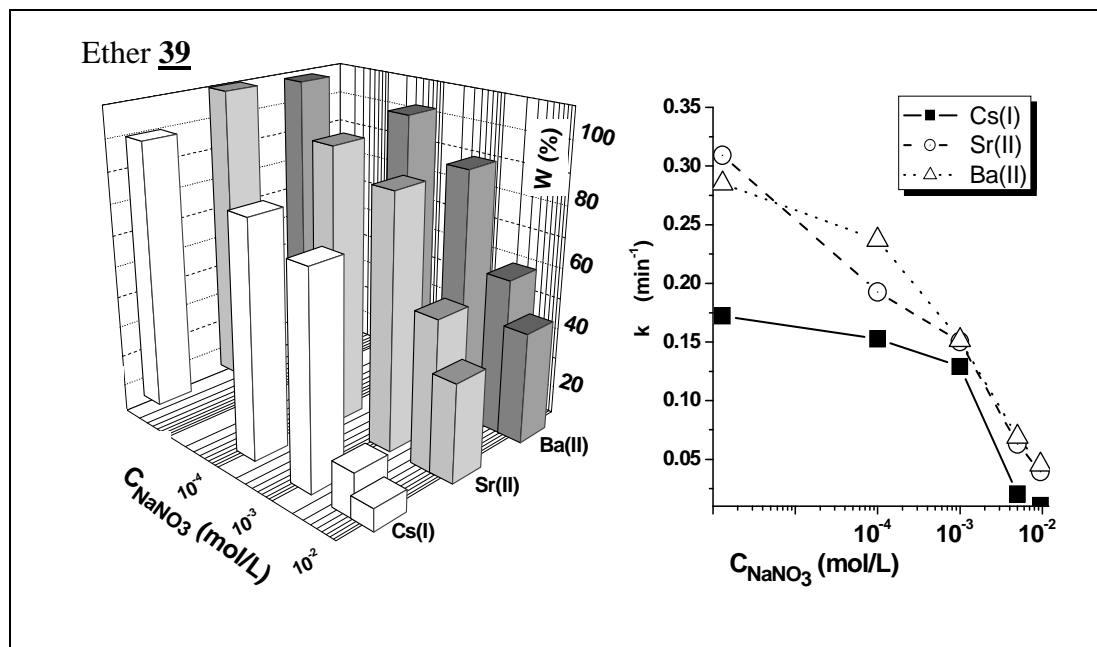 Ether 39
100
80
60
40
20
W (%)
Ba(II)
Sr(II)
Cs(I)
10-4
10-3
10-2
CNaNO3 (mol/L)
0.35
0.30
0.25
0.20
0.15
0.10
0.05
k (min-1)
Cs(I)
Sr(II)
Ba(II)
10-4
10-3
10-2
CNaNO3 (mol/L)